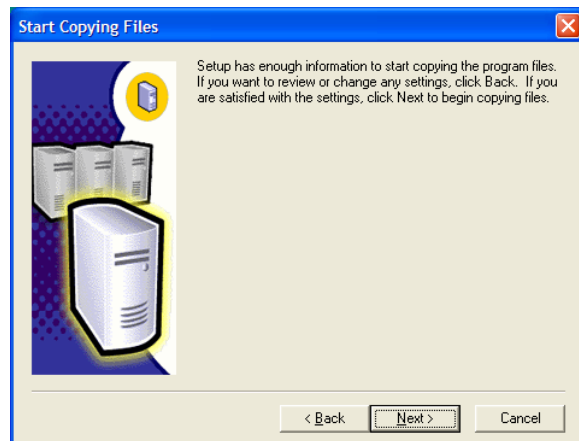 Start Copying Files
Setup has enough information to start copying the program files.
If you want to review or change any settings, click Back. If you
are satisfied with the settings, click Next to begin copying files.
< Back
Next >
Cancel